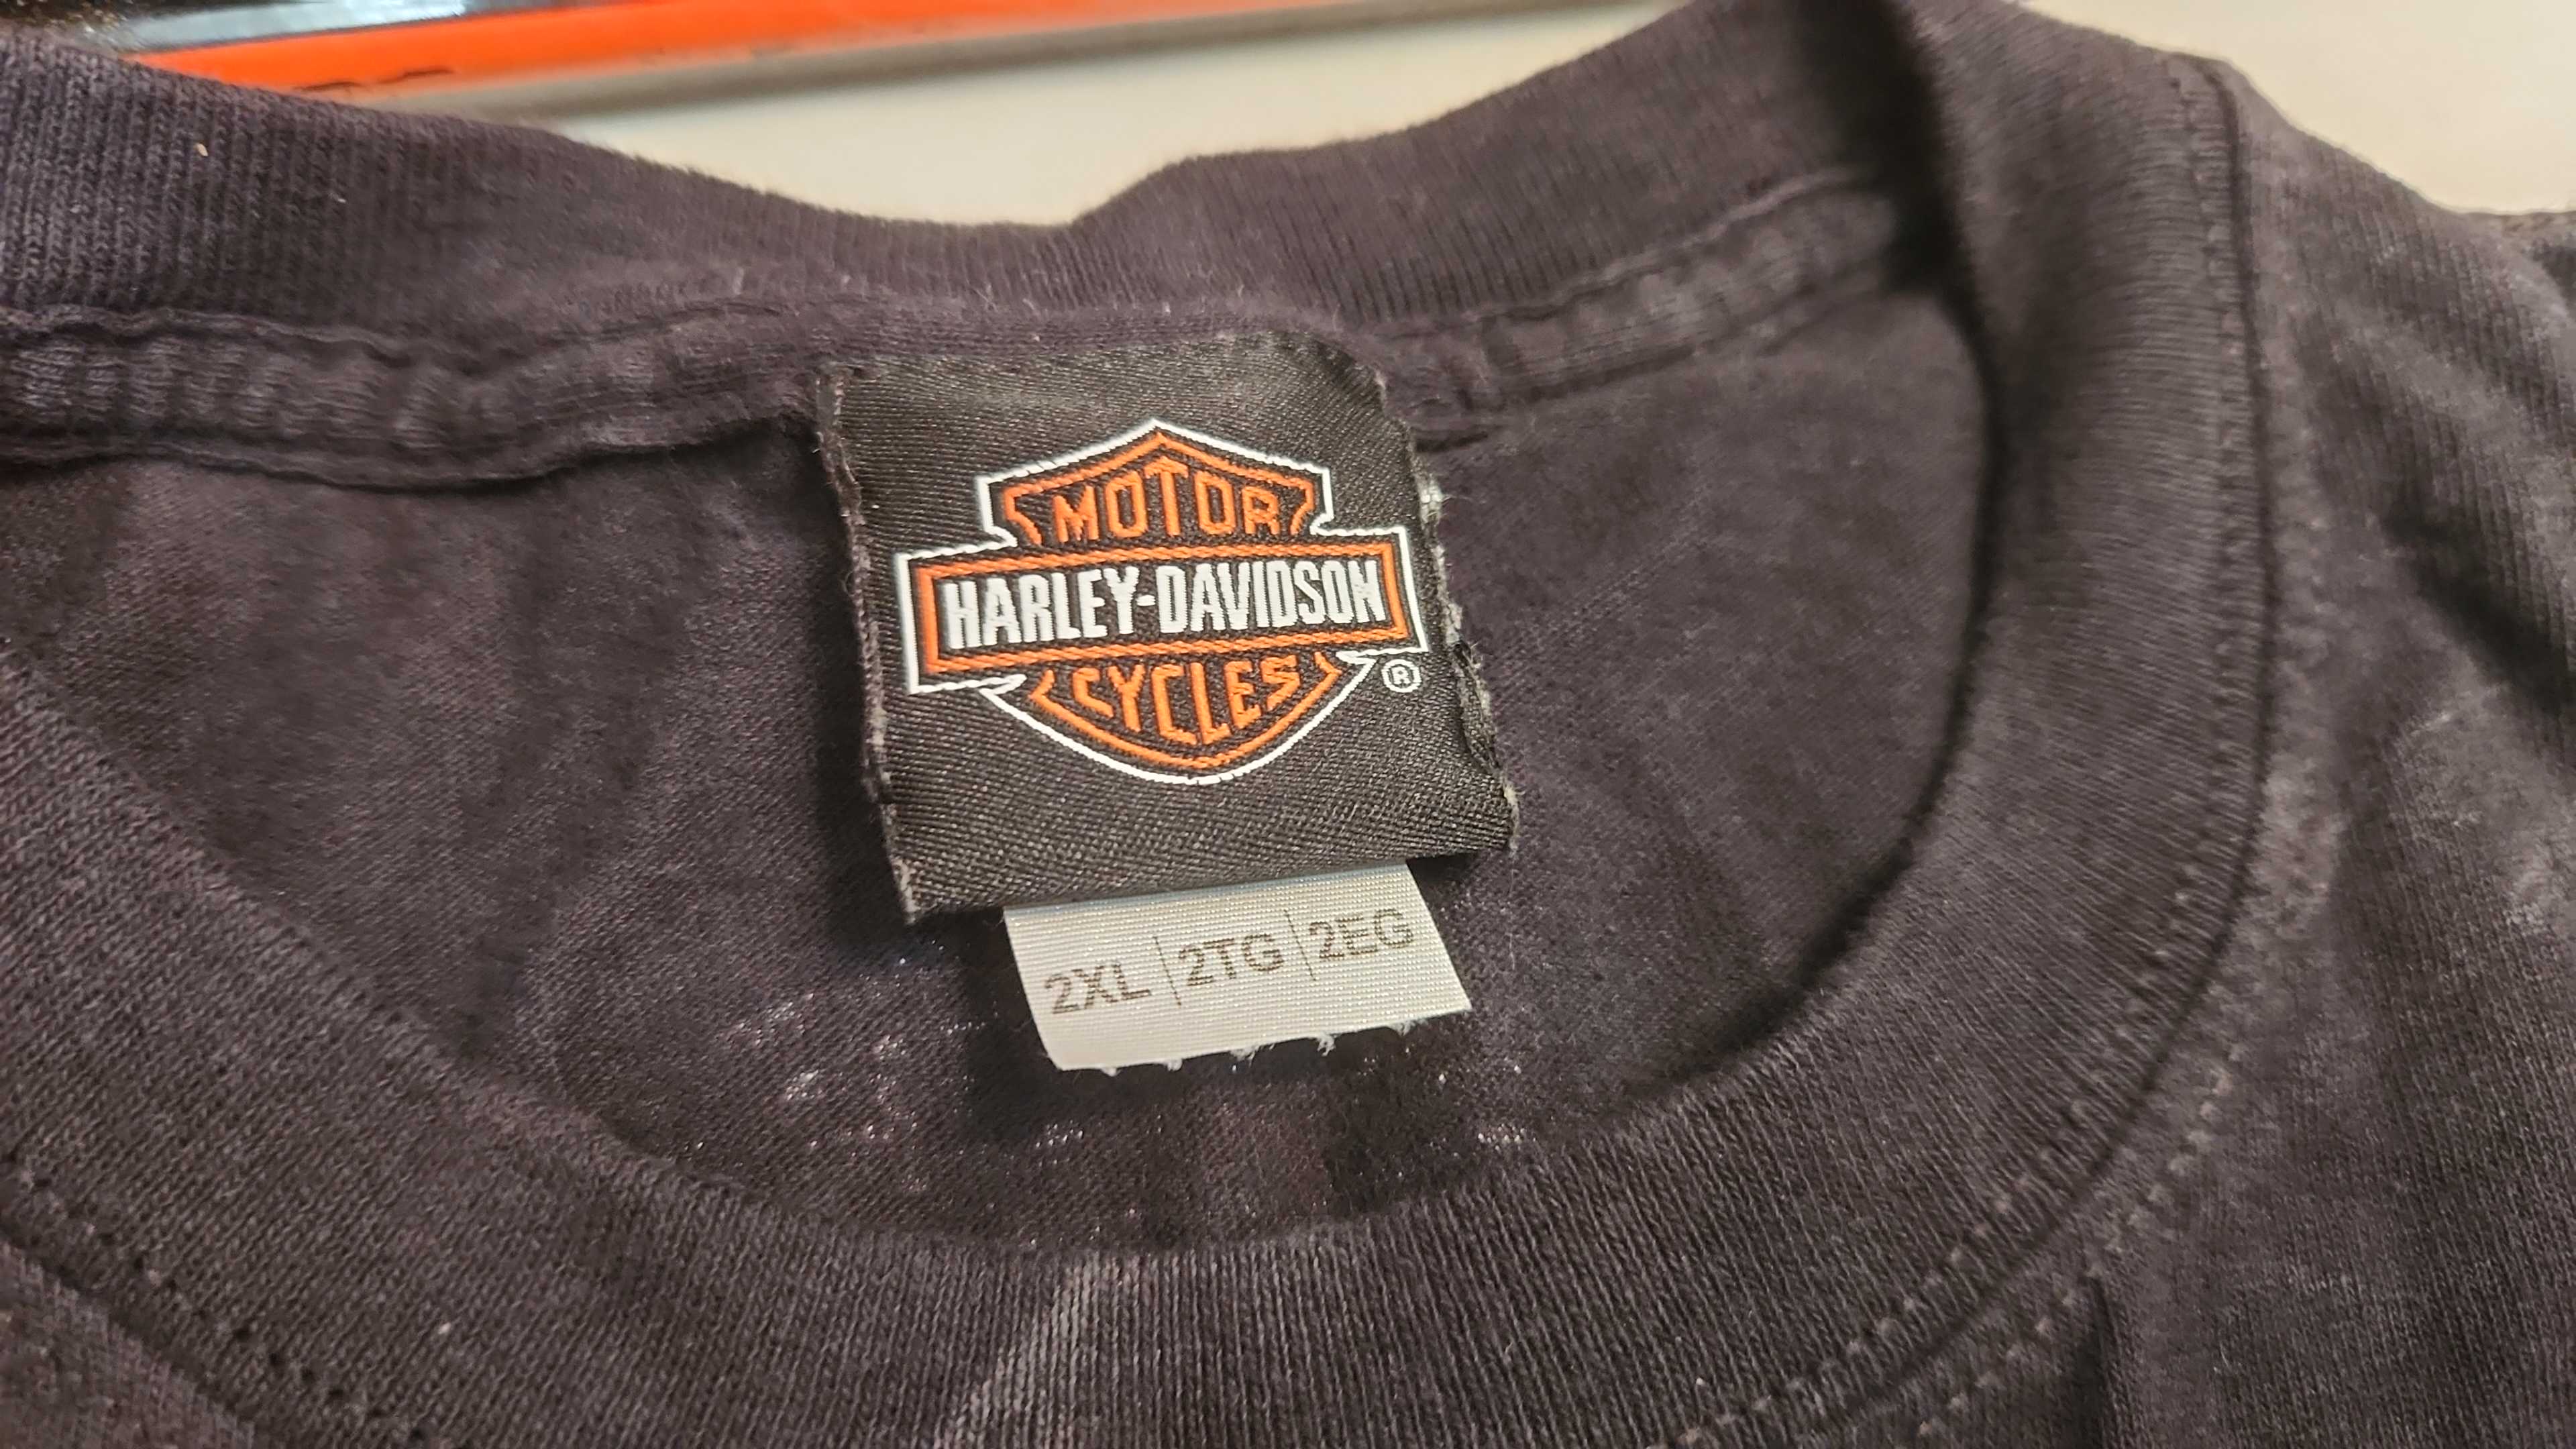 MOTOR
HARLEY-DAVIDSON
CYCLES
®
2XL | 2TG | 2EG